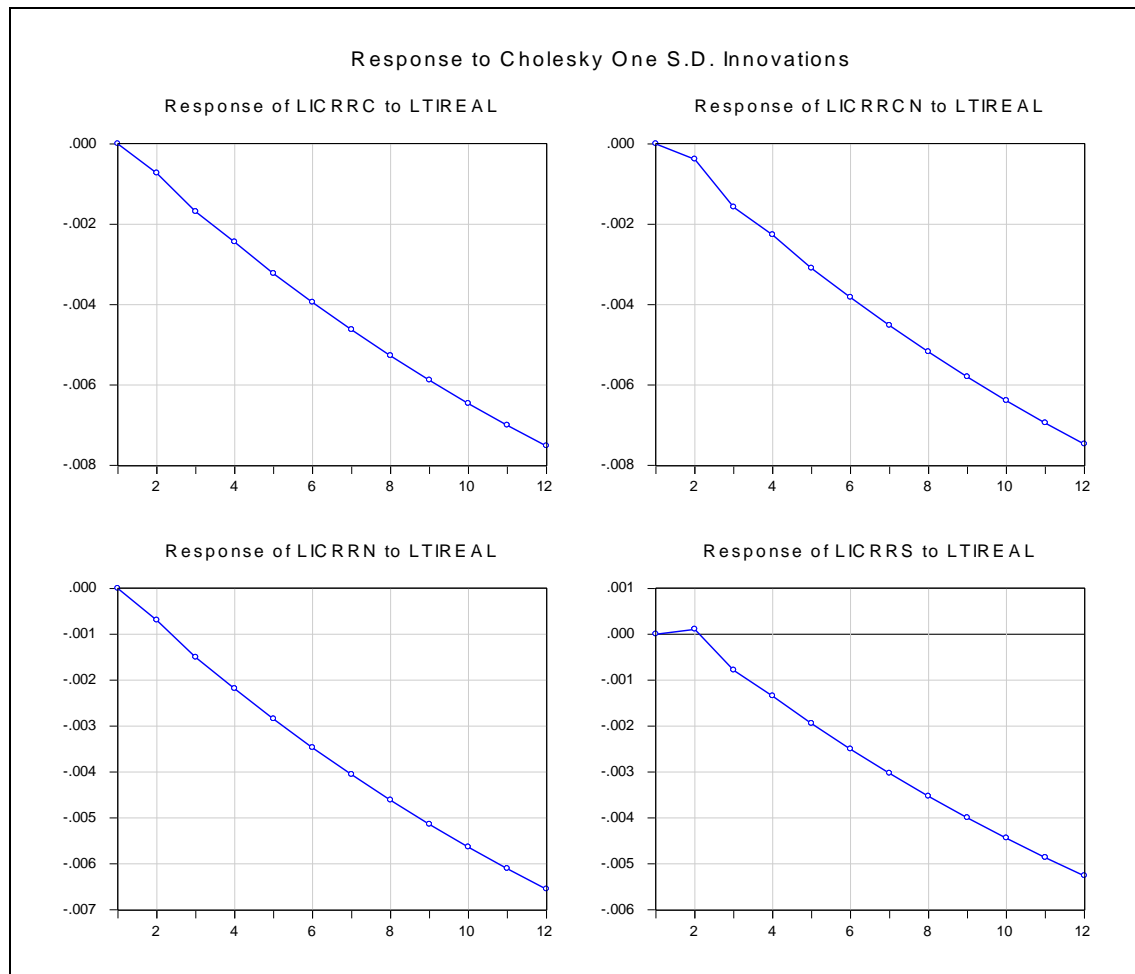 Response to Cholesky One S.D. Innovations
Response of LICRRC to LTIREAL
.000
-.002
-.004
-.006
-.008
2 4 6 8 10 12
Response of LICRRCN to LTIREAL
.000
-.002
-.004
-.006
-.008
2 4 6 8 10 12
Response of LICRRN to LTIREAL
.000
-.001
-.002
-.003
-.004
-.005
-.006
-.007
2 4 6 8 10 12
Response of LICRRS to LTIREAL
.001
.000
-.001
-.002
-.003
-.004
-.005
-.006
2 4 6 8 10 12